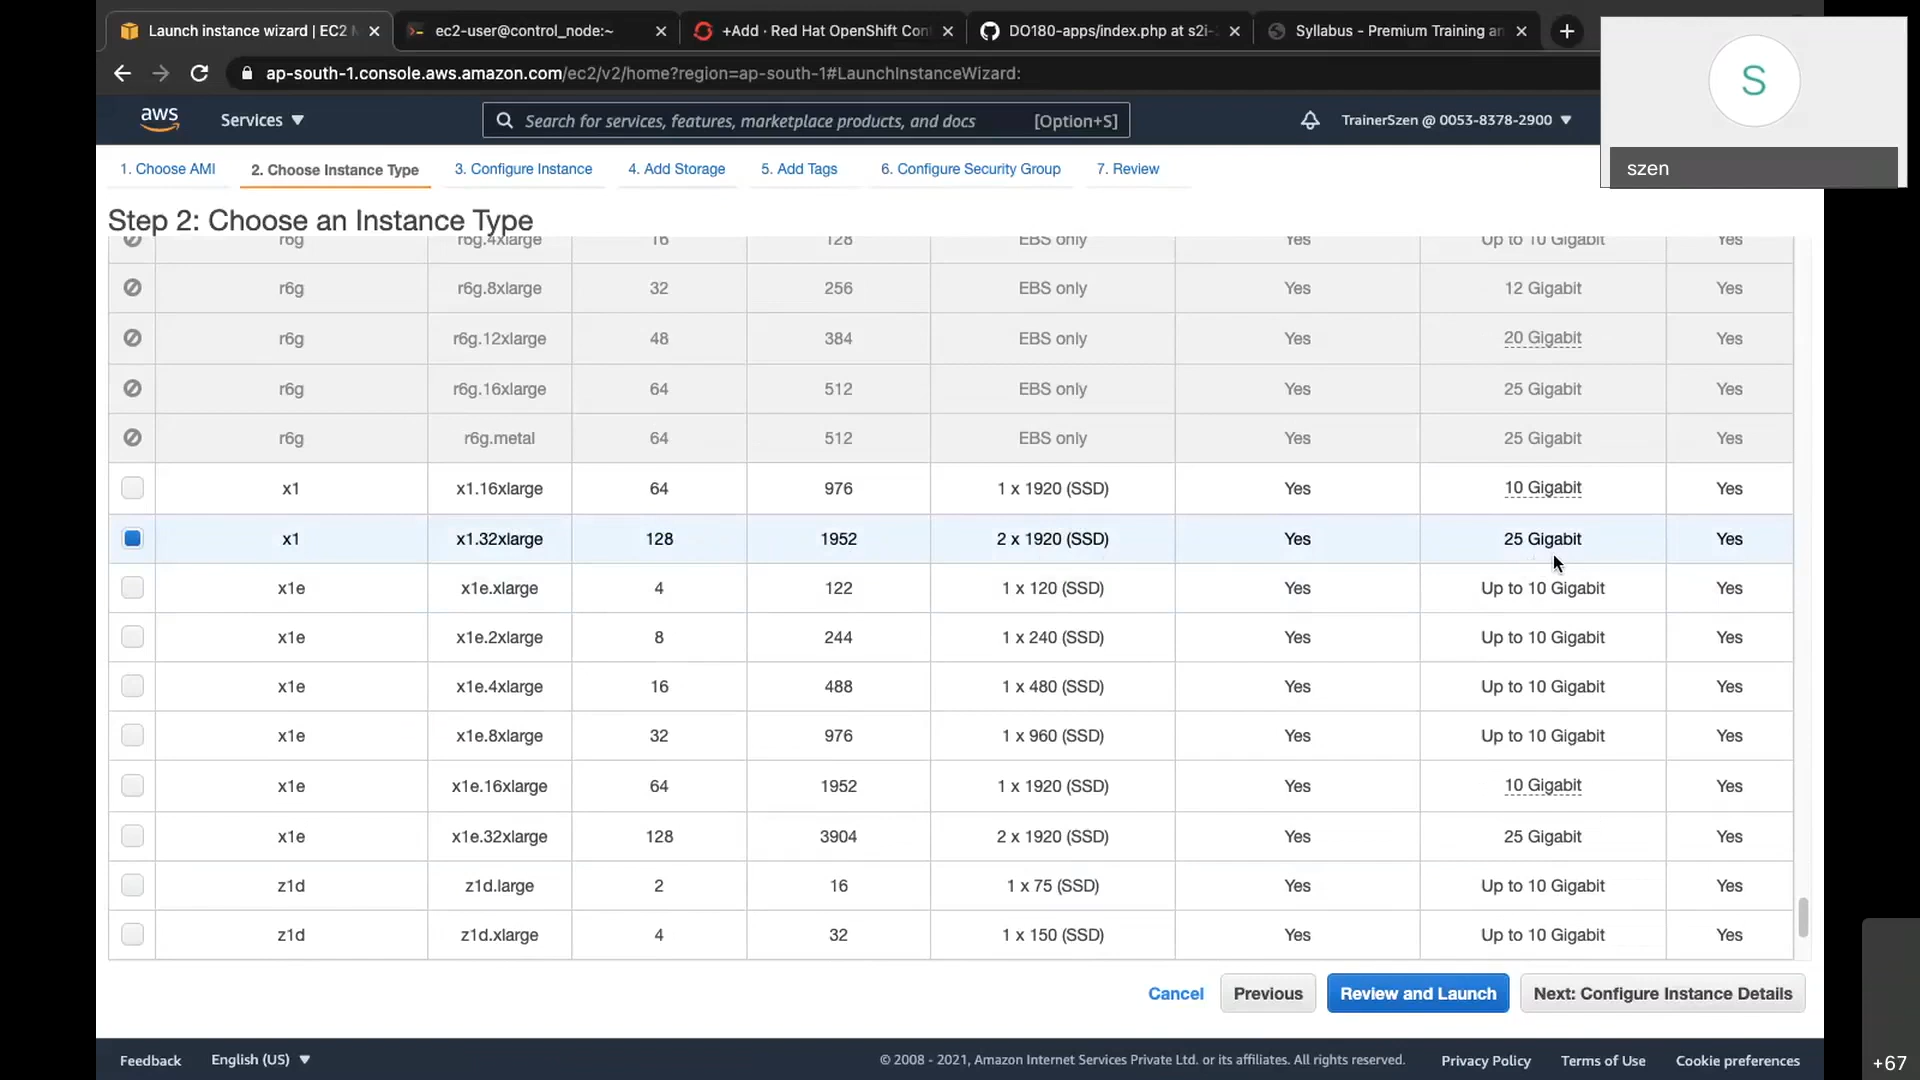 Launch instance wizard | EC2 M
ec2-user@control_node:~
+Add · Red Hat OpenShift Con
DO180-apps/index.php at s2i-
Syllabus - Premium Training an
ap-south-1.console.aws.amazon.com/ec2/v2/home?region=ap-south-1#LaunchInstanceWizard:
aws
Services
Search for services, features, marketplace products, and docs [Option+S]
TrainerSzen @ 0053-8378-2900
S
szen
1. Choose AMI 2. Choose Instance Type 3. Configure Instance 4. Add Storage 5. Add Tags 6. Configure Security Group 7. Review
Step 2: Choose an Instance Type
r6g r6g.4xlarge 16 128 EBS only Yes Up to 10 Gigabit Yes
r6g r6g.8xlarge 32 256 EBS only Yes 12 Gigabit Yes
r6g r6g.12xlarge 48 384 EBS only Yes 20 Gigabit Yes
r6g r6g.16xlarge 64 512 EBS only Yes 25 Gigabit Yes
r6g r6g.metal 64 512 EBS only Yes 25 Gigabit Yes
x1 x1.16xlarge 64 976 1 x 1920 (SSD) Yes 10 Gigabit Yes
x1 x1.32xlarge 128 1952 2 x 1920 (SSD) Yes 25 Gigabit Yes
x1e x1e.xlarge 4 122 1 x 120 (SSD) Yes Up to 10 Gigabit Yes
x1e x1e.2xlarge 8 244 1 x 240 (SSD) Yes Up to 10 Gigabit Yes
x1e x1e.4xlarge 16 488 1 x 480 (SSD) Yes Up to 10 Gigabit Yes
x1e x1e.8xlarge 32 976 1 x 960 (SSD) Yes Up to 10 Gigabit Yes
x1e x1e.16xlarge 64 1952 1 x 1920 (SSD) Yes 10 Gigabit Yes
x1e x1e.32xlarge 128 3904 2 x 1920 (SSD) Yes 25 Gigabit Yes
z1d z1d.large 2 16 1 x 75 (SSD) Yes Up to 10 Gigabit Yes
z1d z1d.xlarge 4 32 1 x 150 (SSD) Yes Up to 10 Gigabit Yes
Cancel Previous Review and Launch Next: Configure Instance Details
Feedback English (US) © 2008 - 2021, Amazon Internet Services Private Ltd. or its affiliates. All rights reserved. Privacy Policy Terms of Use Cookie preferences
+67